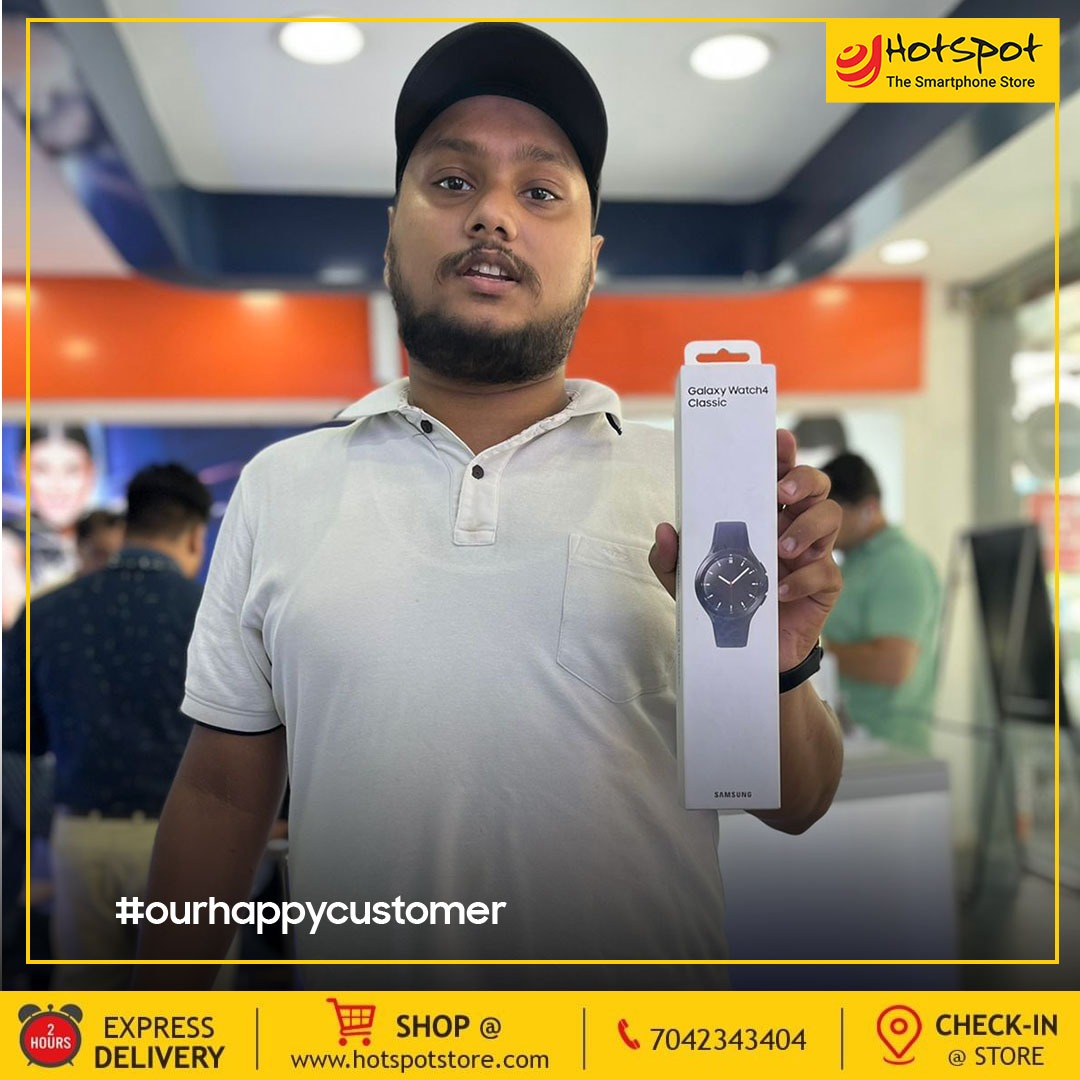 HOTSPOT
The Smartphone Store
Galaxy Watch4
Classic
SAMSUNG
#ourhappycustomer
2
HOURS
EXPRESS
DELIVERY
SHOP @
www.hotspotstore.com
7042343404
CHECK-IN
@ STORE